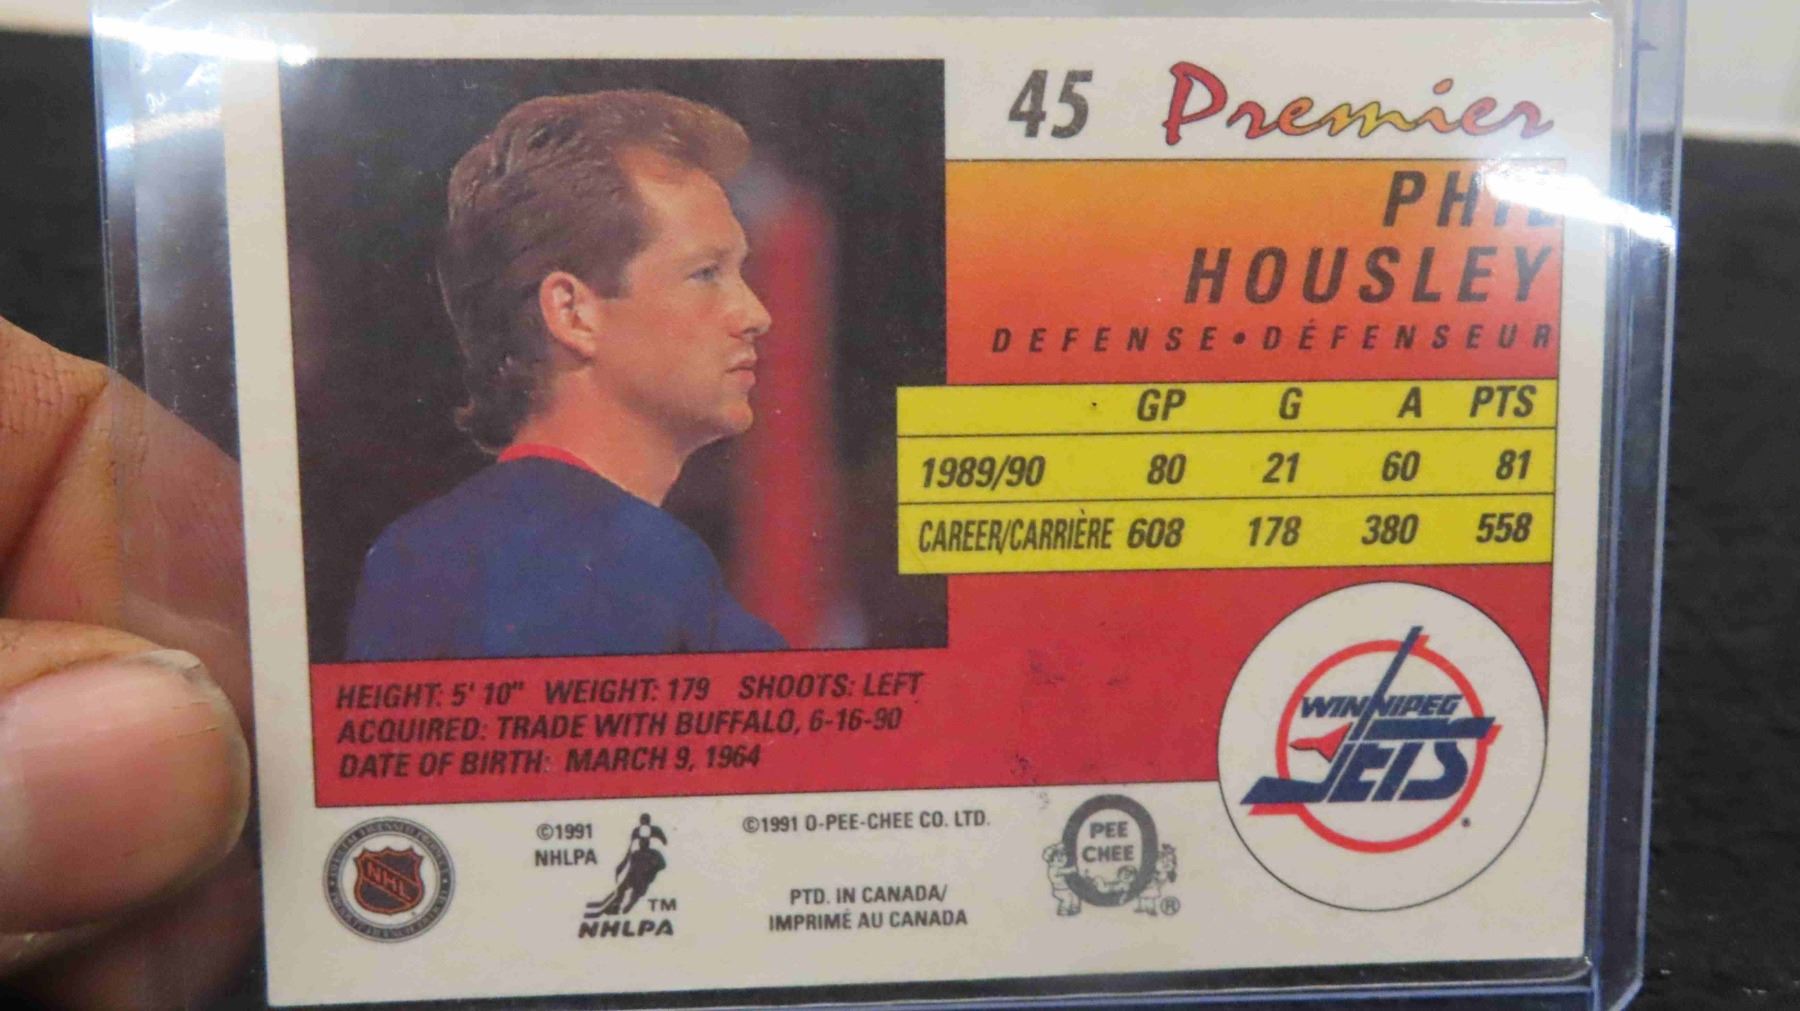 45 Premier
PHIL
HOUSLEY
DEFENSE • DÉFENSEUR
GP G A PTS
1989/90 80 21 60 81
CAREER/CARRIÈRE 608 178 380 558
HEIGHT: 5' 10" WEIGHT: 179 SHOOTS: LEFT
ACQUIRED: TRADE WITH BUFFALO, 6-16-90
DATE OF BIRTH: MARCH 9, 1964
WINNIPEG
JETS
NHL
©1991
NHLPA
TM
NHLPA
©1991 O-PEE-CHEE CO. LTD.
PTD. IN CANADA/
IMPRIMÉ AU CANADA
O
PEE
CHEE
®